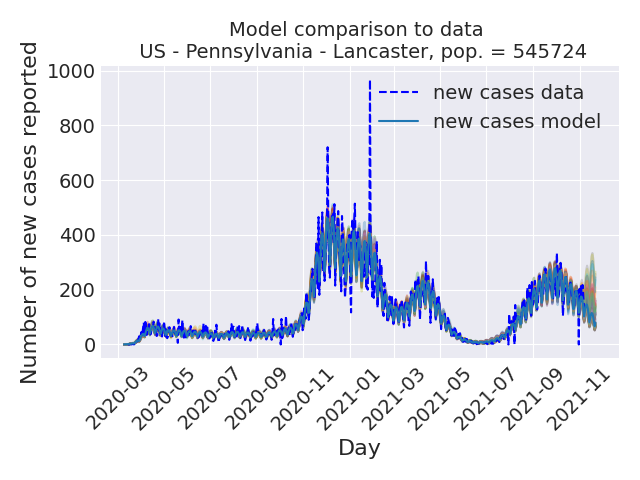 Model comparison to data
US - Pennsylvania - Lancaster, pop. = 545724
Number of new cases reported
1000
800
600
400
200
0
new cases data
new cases model
2020-03
2020-05
2020-07
2020-09
2020-11
2021-01
2021-03
2021-05
2021-07
2021-09
2021-11
Day